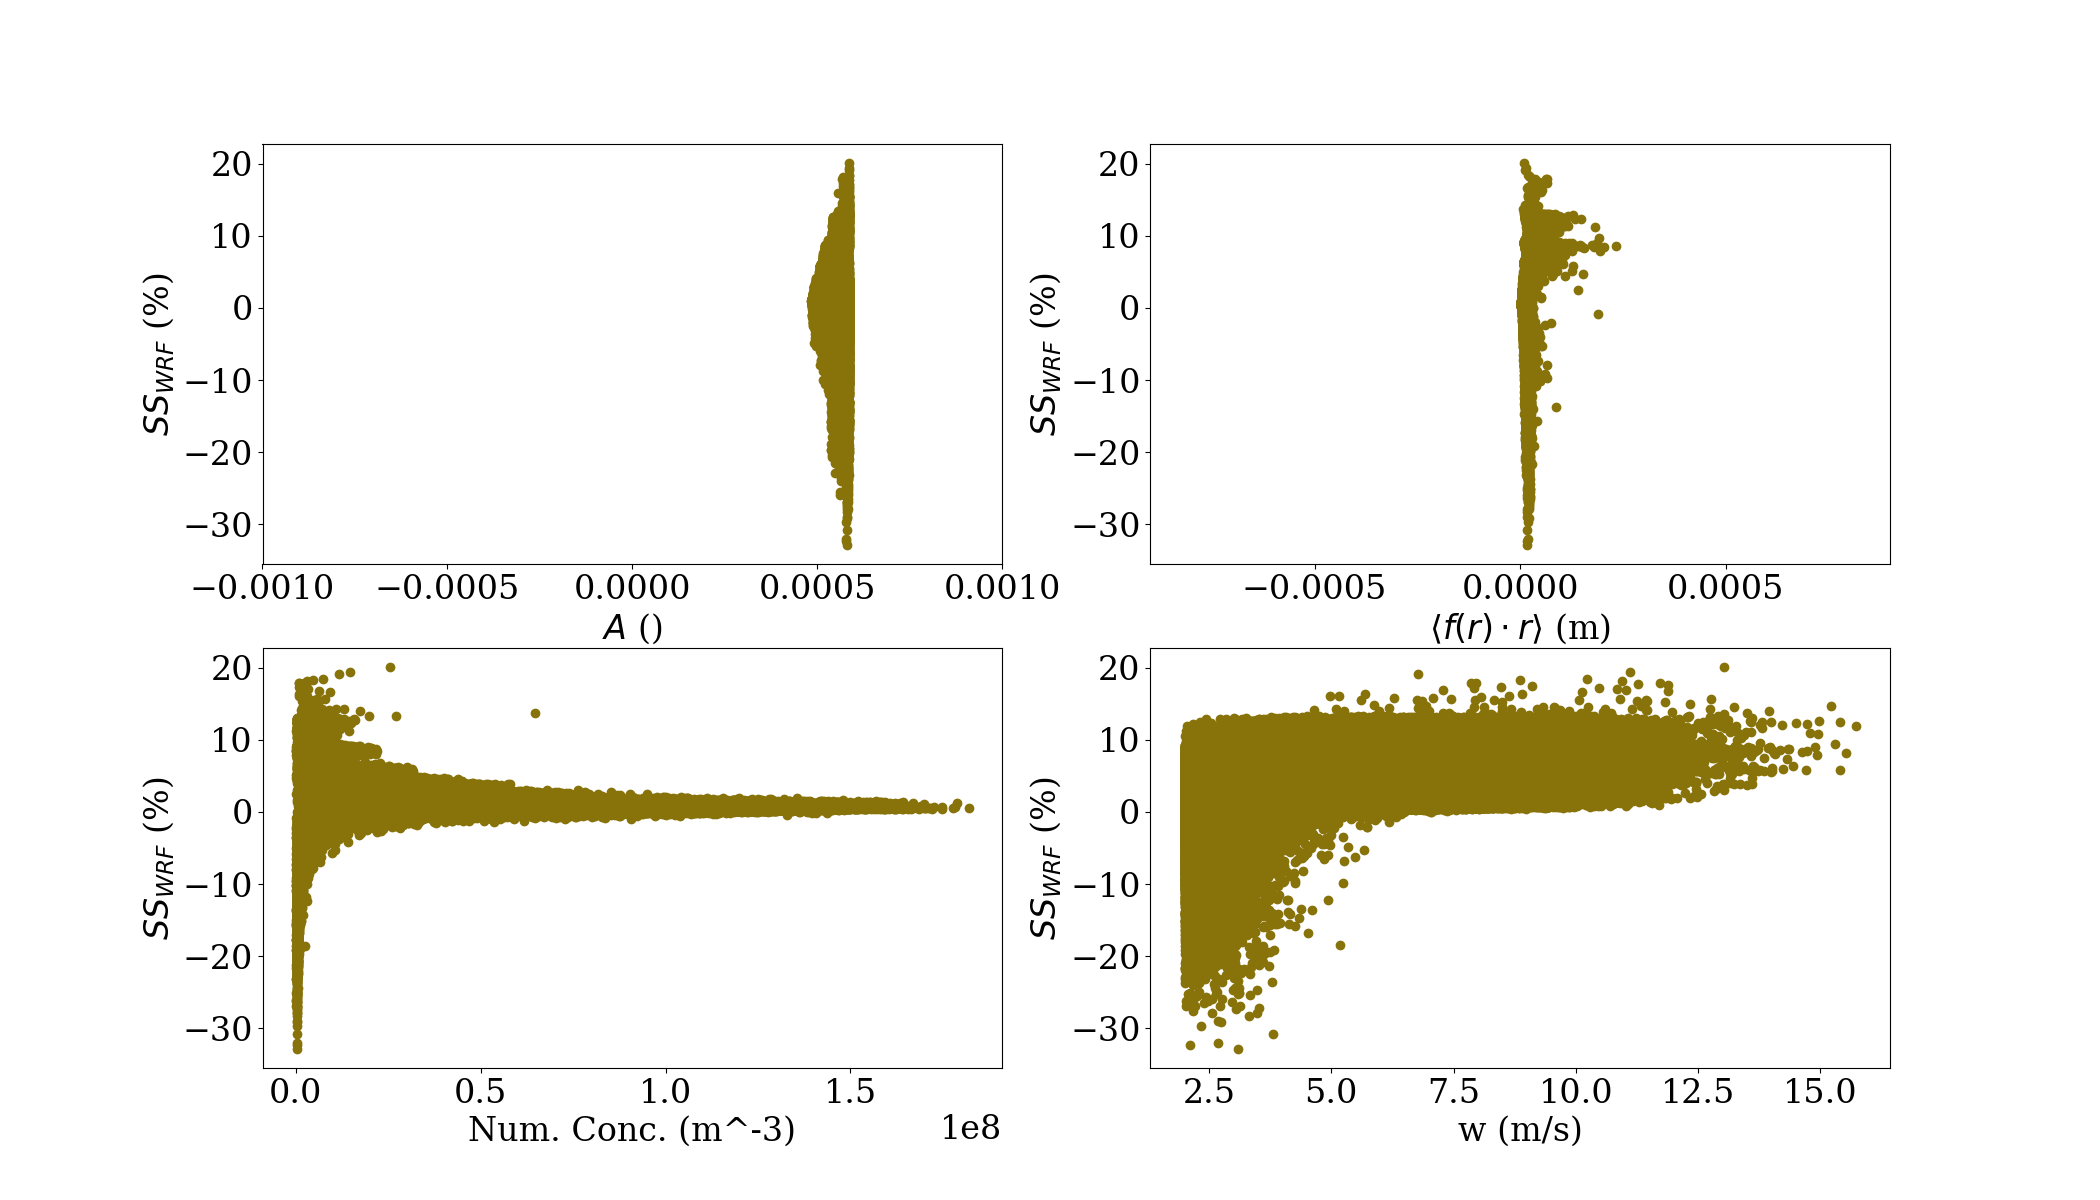 20
10
0
−10
−20
−30
SS_WRF (%)
−0.0010 −0.0005 0.0000 0.0005 0.0010
A ()
20
10
0
−10
−20
−30
SS_WRF (%)
−0.0005 0.0000 0.0005
⟨f(r) · r⟩ (m)
20
10
0
−10
−20
−30
SS_WRF (%)
0.0 0.5 1.0 1.5
Num. Conc. (m^-3)
1e8
20
10
0
−10
−20
−30
SS_WRF (%)
2.5 5.0 7.5 10.0 12.5 15.0
w (m/s)